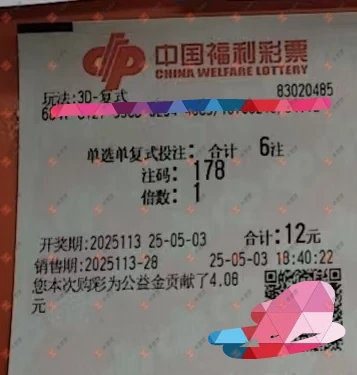 中国福利彩票
CHINA WELFARE LOTTERY
玩法:3D-复式 83020485
单选单复式投注: 合计 6注
注码: 178
倍数: 1
开奖期:2025113 25-05-03 合计:12元
销售期:2025113-28 25-05-03 18:40:22
您本次购彩为公益金贡献了4.08
元